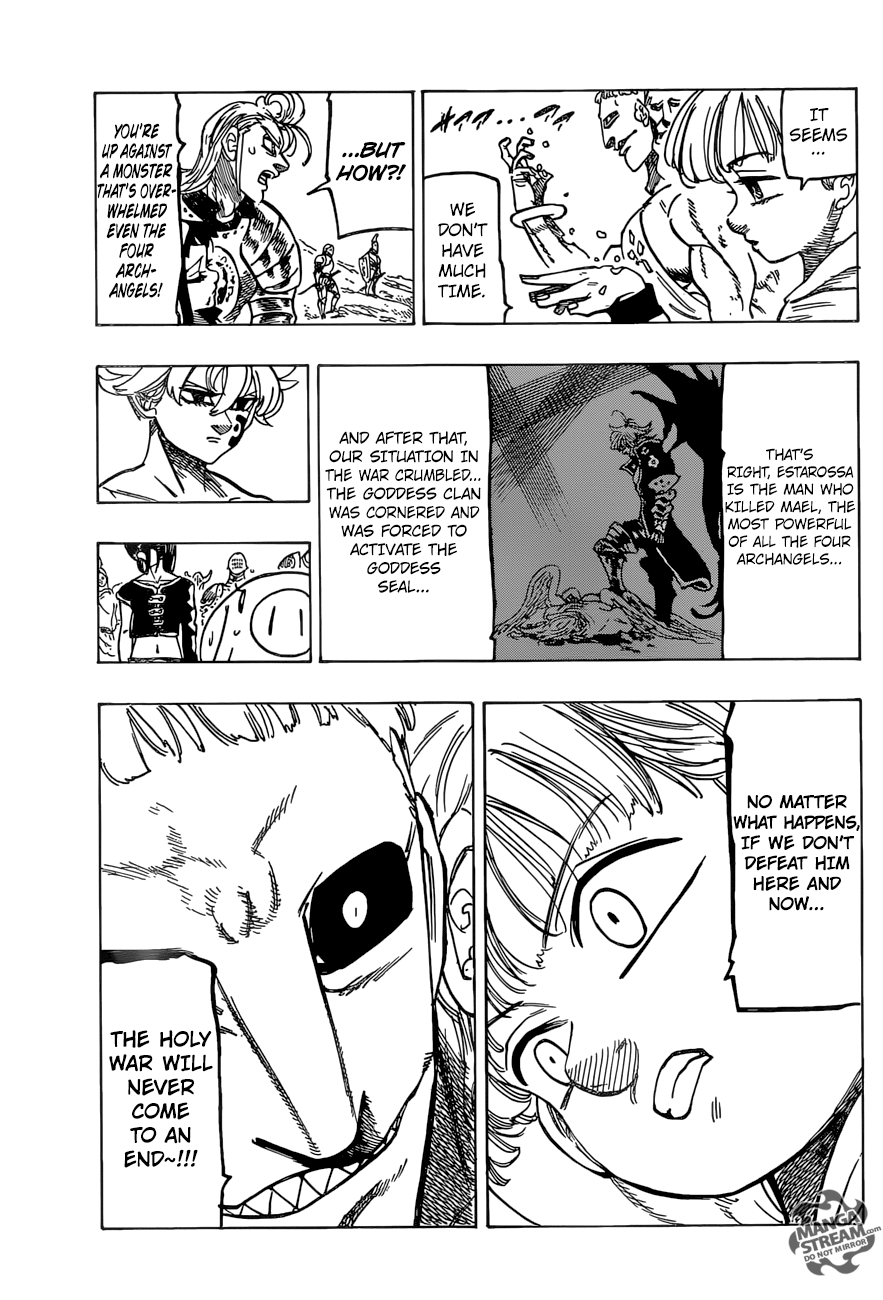 IT
SEEMS
...
WE
DON'T
HAVE
MUCH
TIME.
...BUT
HOW?!
YOU'RE
UP AGAINST
A MONSTER
THAT'S OVER-
WHELMED
EVEN THE
FOUR
ARCH-
ANGELS!
THAT'S
RIGHT, ESTAROSSA
IS THE MAN WHO
KILLED MAEL, THE
MOST POWERFUL
OF ALL THE FOUR
ARCHANGELS...
AND AFTER THAT,
OUR SITUATION IN
THE WAR CRUMBLED...
THE GODDESS CLAN
WAS CORNERED AND
WAS FORCED TO
ACTIVATE THE
GODDESS
SEAL...
NO MATTER
WHAT HAPPENS,
IF WE DON'T
DEFEAT HIM
HERE AND
NOW...
THE HOLY
WAR WILL
NEVER
COME
TO AN
END~!!!
MANGA
STREAM.COM
DO NOT MIRROR